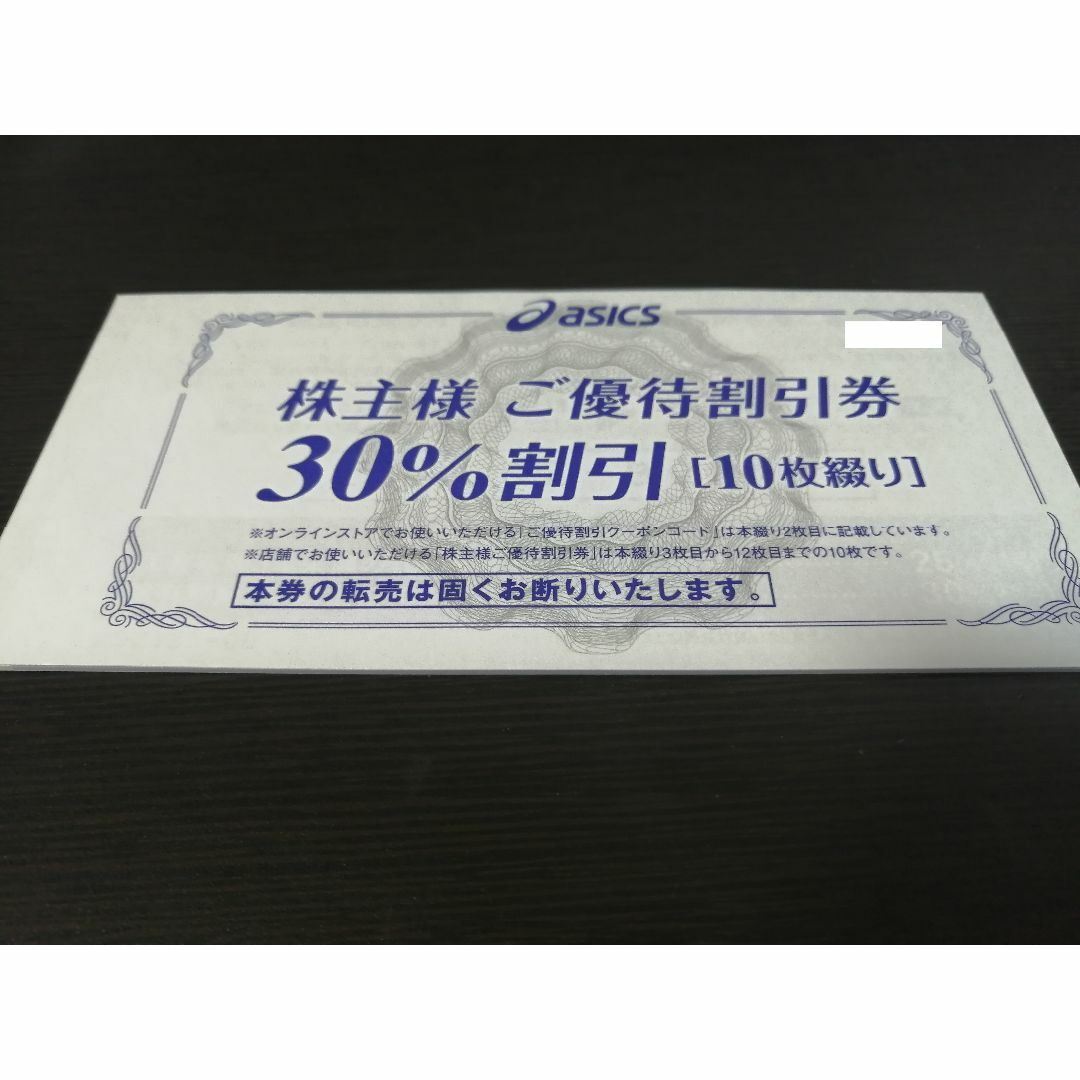 asics
株主様 ご優待割引券
30%割引 [10枚綴り]
※オンラインストアでお使いいただける「ご優待割引クーポンコード」は本綴り2枚目に記載しています。
※店舗でお使いいただける「株主様ご優待割引券」は本綴り3枚目から12枚目までの10枚です。
本券の転売は固くお断りいたします。